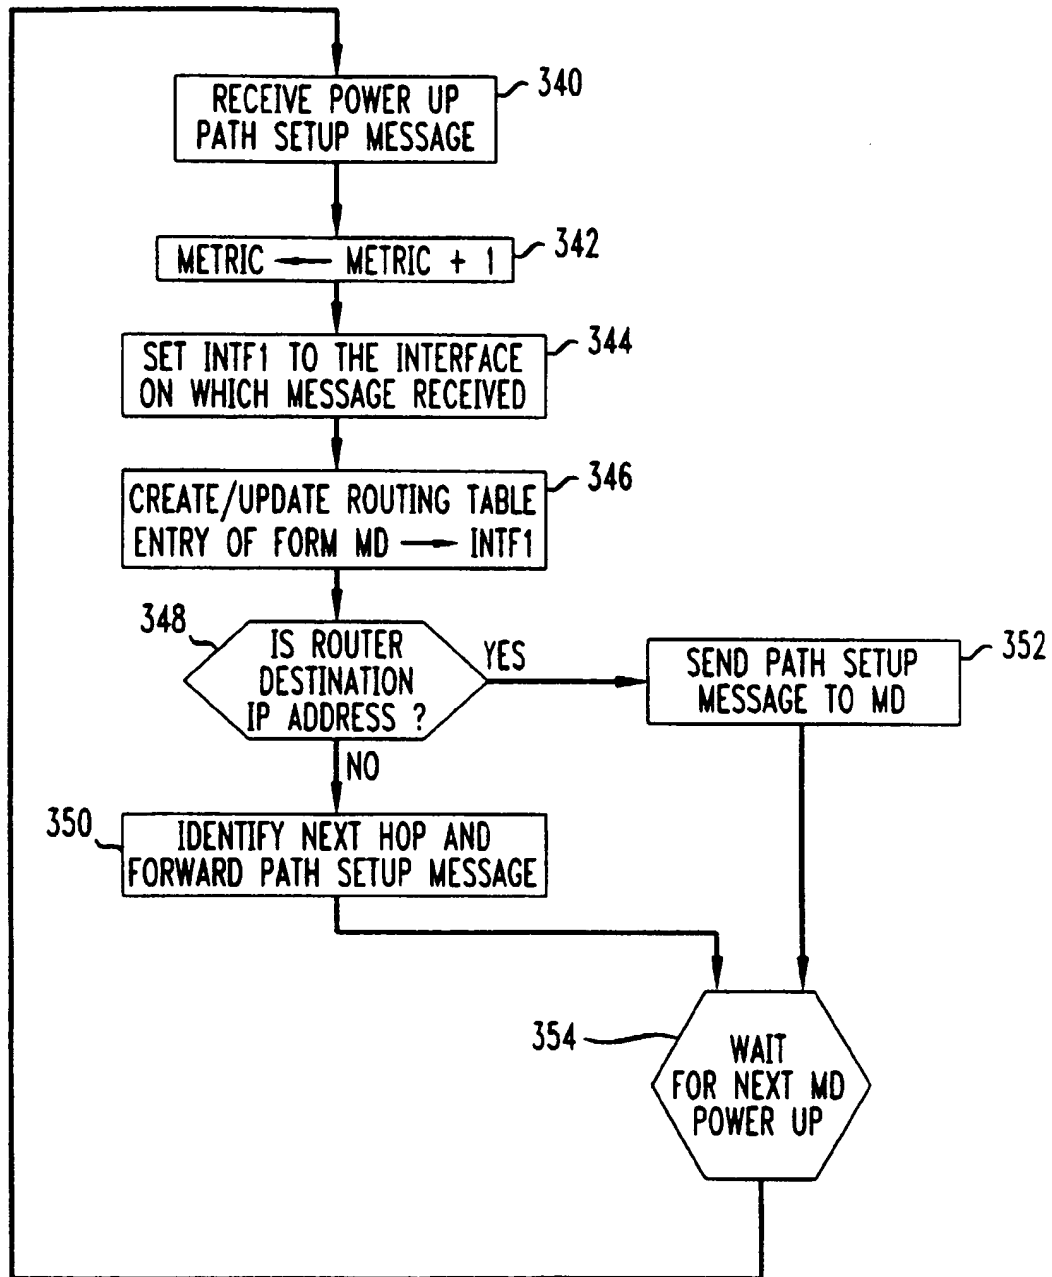 RECEIVE POWER UP
PATH SETUP MESSAGE
340
METRIC ← METRIC + 1
342
SET INTF1 TO THE INTERFACE
ON WHICH MESSAGE RECEIVED
344
CREATE/UPDATE ROUTING TABLE
ENTRY OF FORM MD → INTF1
346
348
IS ROUTER
DESTINATION
IP ADDRESS ?
YES
NO
SEND PATH SETUP
MESSAGE TO MD
352
350
IDENTIFY NEXT HOP AND
FORWARD PATH SETUP MESSAGE
354
WAIT
FOR NEXT MD
POWER UP